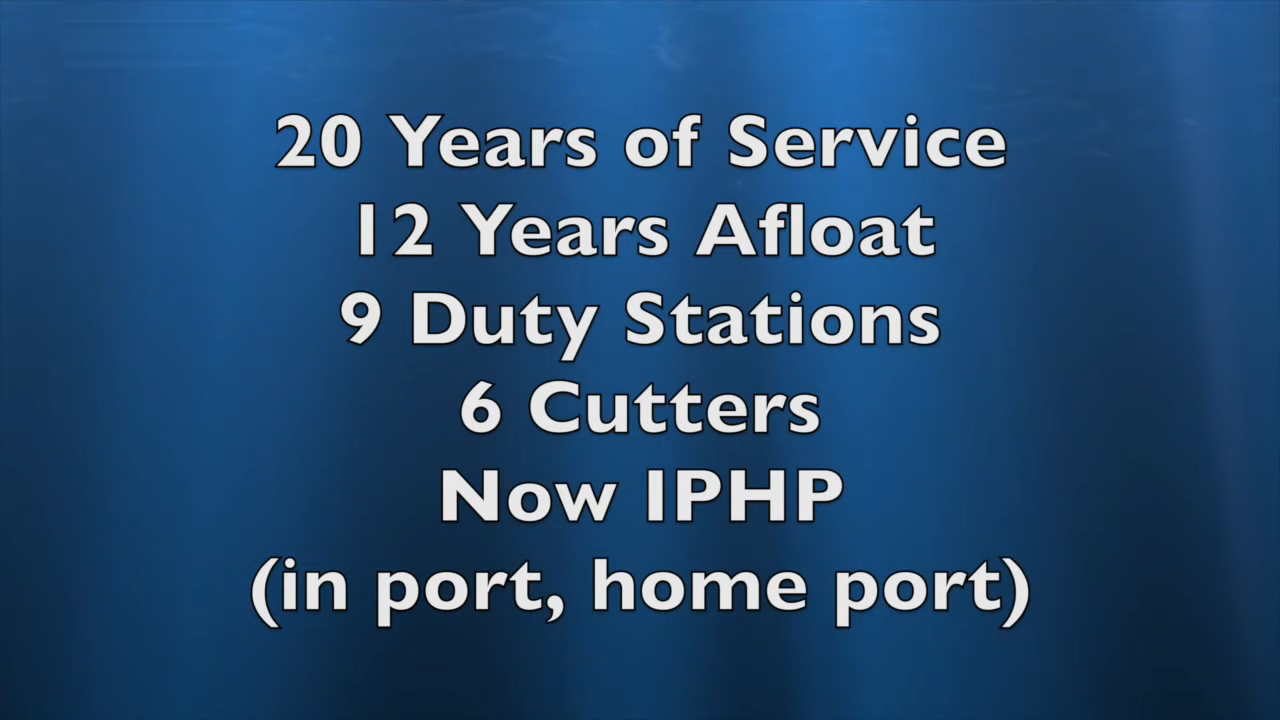 20 Years of Service
12 Years Afloat
9 Duty Stations
6 Cutters
Now IPHP
(in port, home port)